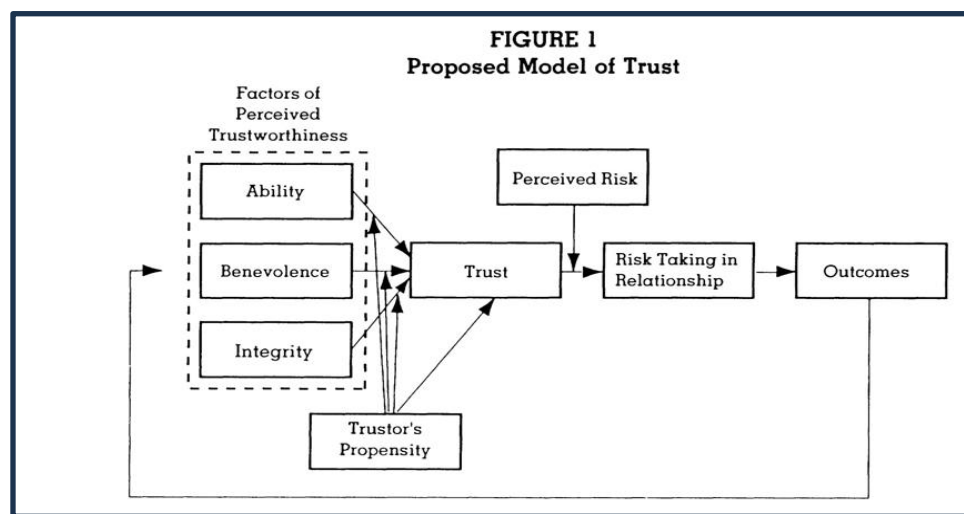 FIGURE 1
Proposed Model of Trust
Factors of
Perceived
Trustworthiness
Ability
Benevolence
Integrity
Trustor's
Propensity
Trust
Perceived Risk
Risk Taking in
Relationship
Outcomes